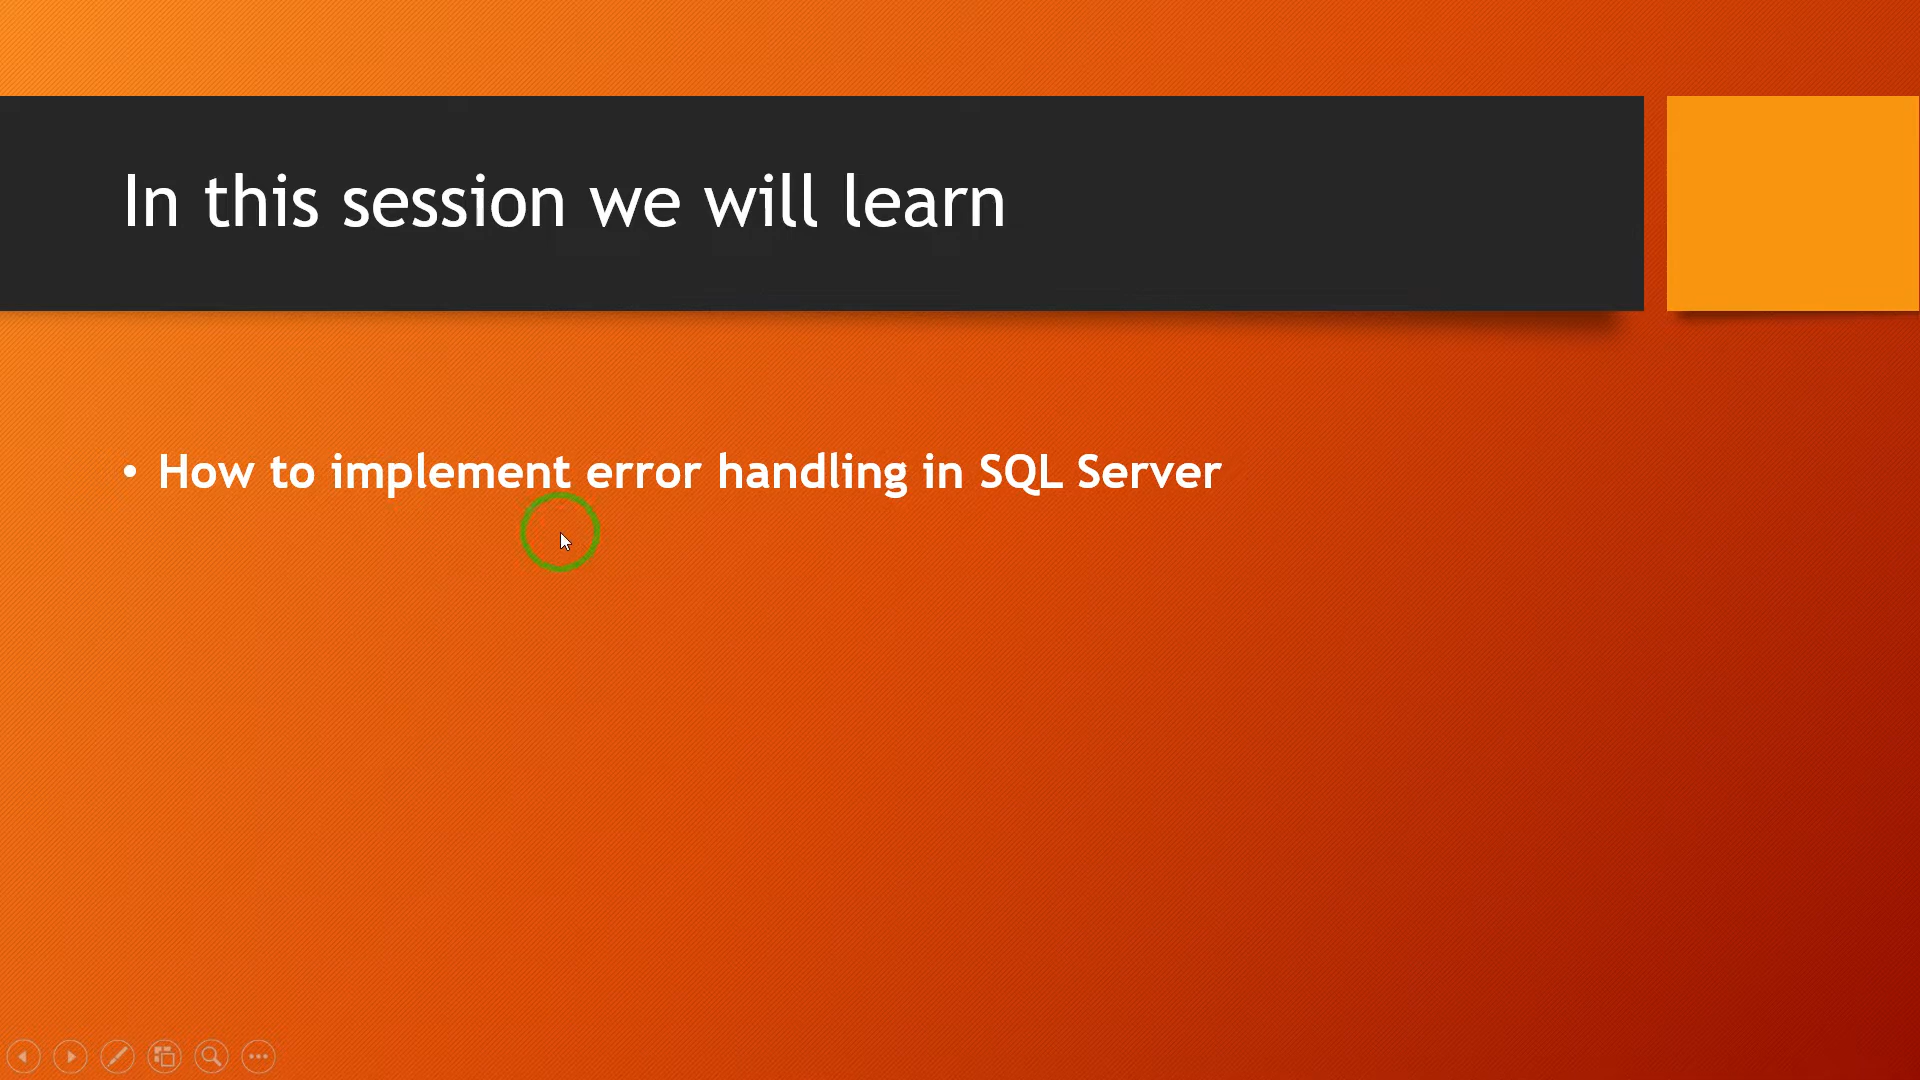 In this session we will learn
• How to implement error handling in SQL Server